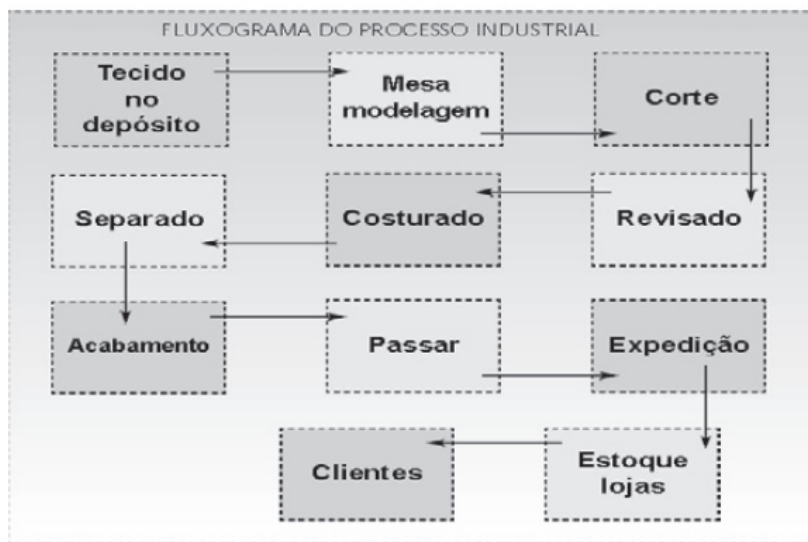 FLUXOGRAMA DO PROCESSO INDUSTRIAL
Tecido
no
depósito
Mesa
modelagem
Corte
Revisado
Costurado
Separado
Acabamento
Passar
Expedição
Estoque
lojas
Clientes